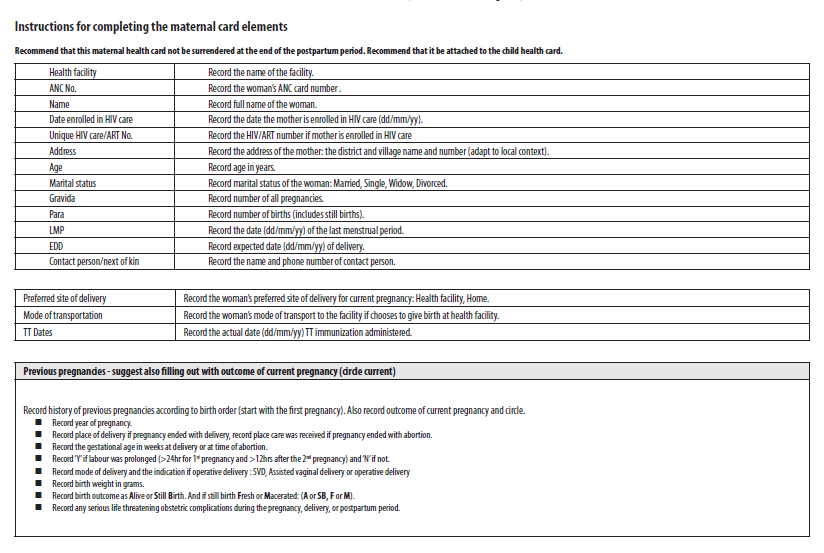 Instructions for completing the maternal card elements
Recommend that this maternal health card not be surrendered at the end of the postpartum period. Recommend that it be attached to the child health card.
Health facility Record the name of the facility.
ANC No. Record the woman's ANC card number .
Name Record full name of the woman.
Date enrolled in HIV care Record the date the mother is enrolled in HIV care (dd/mm/yy).
Unique HIV care/ART No. Record the HIV/ART number if mother is enrolled in HIV care
Address Record the address of the mother: the district and village name and number (adapt to local context).
Age Record age in years.
Marital status Record marital status of the woman: Married, Single, Widow, Divorced.
Gravida Record number of all pregnancies.
Para Record number of births (includes still births).
LMP Record the date (dd/mm/yy) of the last menstrual period.
EDD Record expected date (dd/mm/yy) of delivery.
Contact person/next of kin Record the name and phone number of contact person.
Preferred site of delivery Record the woman's preferred site of delivery for current pregnancy: Health facility, Home.
Mode of transportation Record the woman's mode of transport to the facility if chooses to give birth at health facility.
TT Dates Record the actual date (dd/mm/yy) TT immunization administered.
Previous pregnancies - suggest also filling out with outcome of current pregnancy (circle current)
Record history of previous pregnancies according to birth order (start with the first pregnancy). Also record outcome of current pregnancy and circle.
■ Record year of pregnancy.
■ Record place of delivery if pregnancy ended with delivery, record place care was received if pregnancy ended with abortion.
■ Record the gestational age in weeks at delivery or at time of abortion.
■ Record 'Y' if labour was prolonged (>24hr for 1st pregnancy and >12hrs after the 2nd pregnancy) and 'N' if not.
■ Record mode of delivery and the indication if operative delivery : SVD, Assisted vaginal delivery or operative delivery
■ Record birth weight in grams.
■ Record birth outcome as Alive or Still Birth. And if still birth Fresh or Macerated: (A or SB, F or M).
■ Record any serious life threatening obstetric complications during the pregnancy, delivery, or postpartum period.